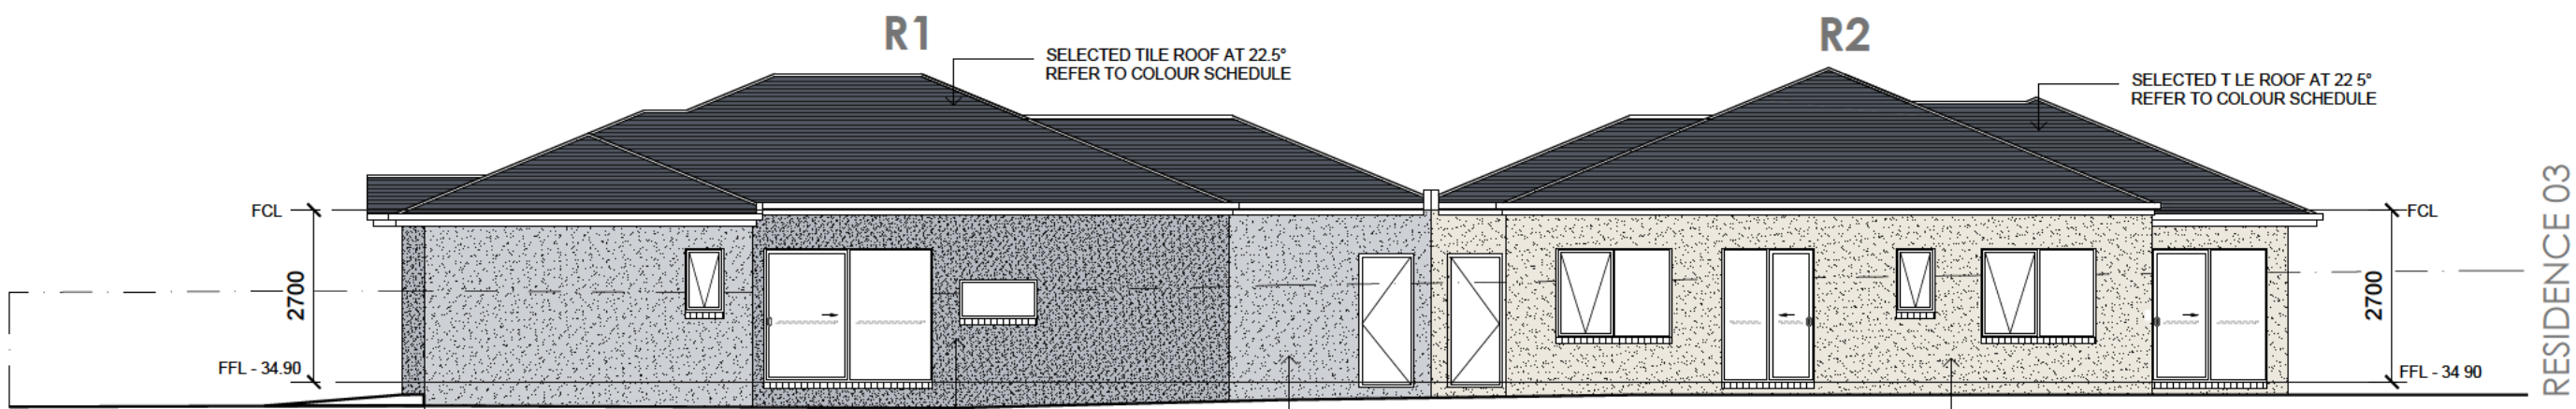 R1
R2
SELECTED TILE ROOF AT 22.5°
REFER TO COLOUR SCHEDULE
SELECTED T LE ROOF AT 22 5°
REFER TO COLOUR SCHEDULE
FCL
FCL
2700
2700
FFL - 34.90
FFL - 34 90
RESIDENCE 03